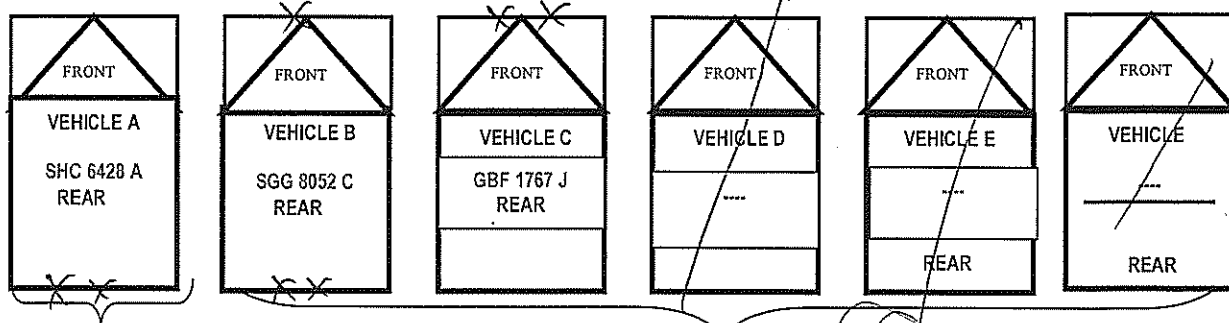 FRONT FRONT FRONT FRONT FRONT FRONT
VEHICLE A VEHICLE B VEHICLE C VEHICLE D VEHICLE E VEHICLE
SHC 6428 A SGG 8052 C GBF 1767 J ---- ---- ----
REAR REAR REAR
REAR REAR